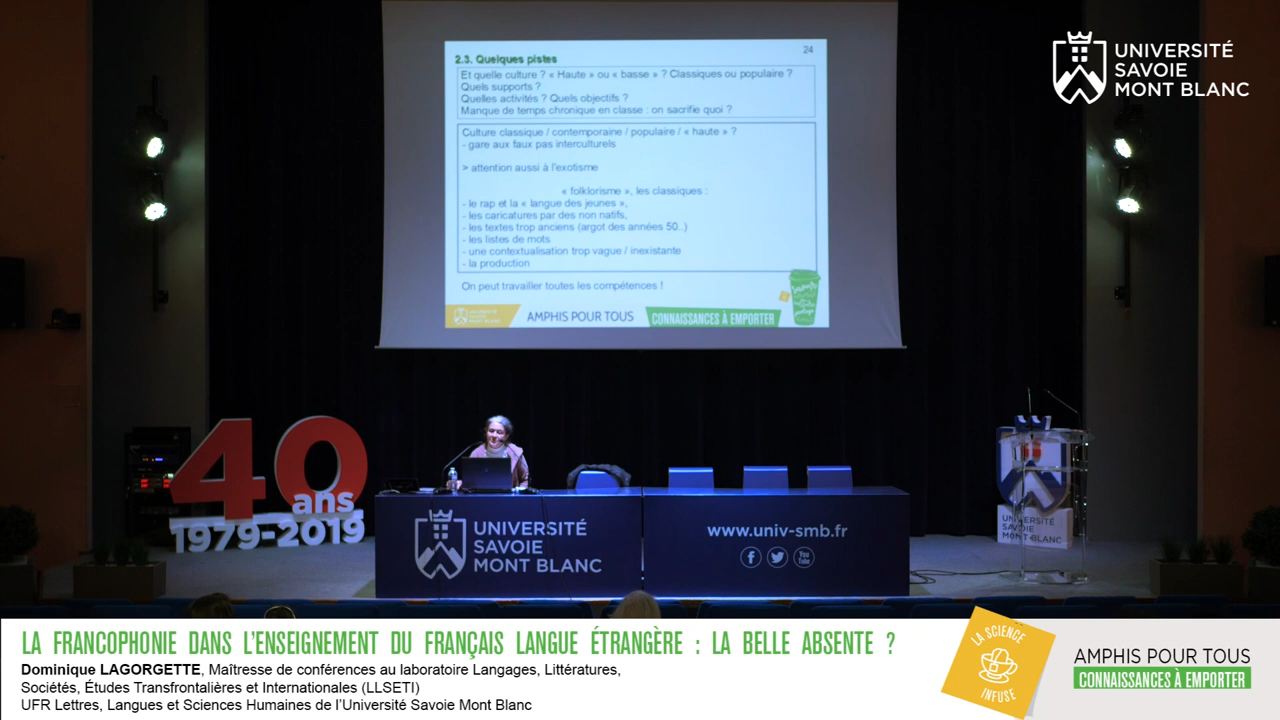 24
2.3. Quelques pistes
Et quelle culture ? « Haute » ou « basse » ? Classiques ou populaire ?
Quels supports ?
Quelles activités ? Quels objectifs ?
Manque de temps chronique en classe : on sacrifie quoi ?
Culture classique / contemporaine / populaire / « haute » ?
- gare aux faux pas interculturels
> attention aussi à l'exotisme
« folklorisme », les classiques :
- le rap et la « langue des jeunes »,
- les caricatures par des non natifs,
- les textes trop anciens (argot des années 50..)
- les listes de mots
- une contextualisation trop vague / inexistante
- la production
On peut travailler toutes les compétences !
UNIVERSITÉ
SAVOIE
MONT BLANC
AMPHIS POUR TOUS
CONNAISSANCES À EMPORTER
UNIVERSITÉ
SAVOIE
MONT BLANC
40
ans
1979-2019
UNIVERSITÉ
SAVOIE
MONT BLANC
www.univ-smb.fr
You
Tube
UNIVERSITÉ
SAVOIE
MONT BLANC
LA FRANCOPHONIE DANS L'ENSEIGNEMENT DU FRANÇAIS LANGUE ÉTRANGÈRE : LA BELLE ABSENTE ?
Dominique LAGORGETTE, Maîtresse de conférences au laboratoire Langages, Littératures,
Sociétés, Études Transfrontalières et Internationales (LLSETI)
UFR Lettres, Langues et Sciences Humaines de l'Université Savoie Mont Blanc
LA SCIENCE
INFUSE
AMPHIS POUR TOUS
CONNAISSANCES À EMPORTER